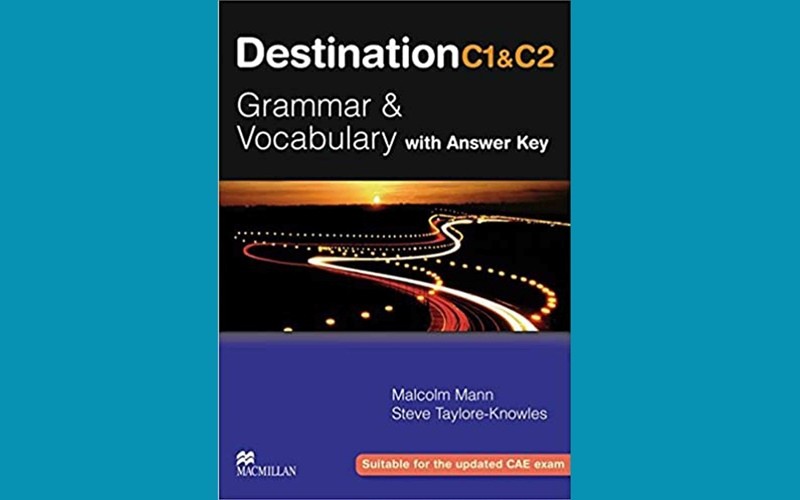 Destination C1&C2
Grammar &
Vocabulary with Answer Key
Malcolm Mann
Steve Taylore-Knowles
MACMILLAN
Suitable for the updated CAE exam